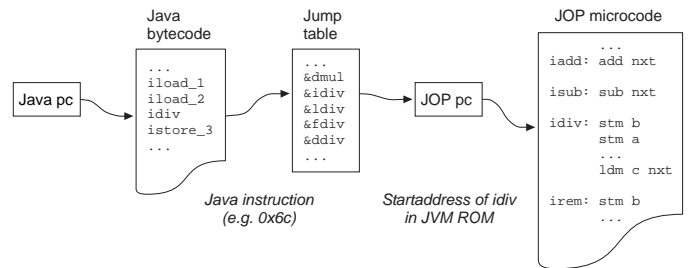 Java
bytecode
Jump
table
JOP microcode
Java pc
...
iload_1
iload_2
idiv
istore_3
...
...
&dmul
&idiv
&ldiv
&fdiv
&ddiv
...
JOP pc
...
iadd: add nxt
isub: sub nxt
idiv: stm b
stm a
...
ldm c nxt
irem: stm b
...
Java instruction
(e.g. 0x6c)
Startaddress of idiv
in JVM ROM